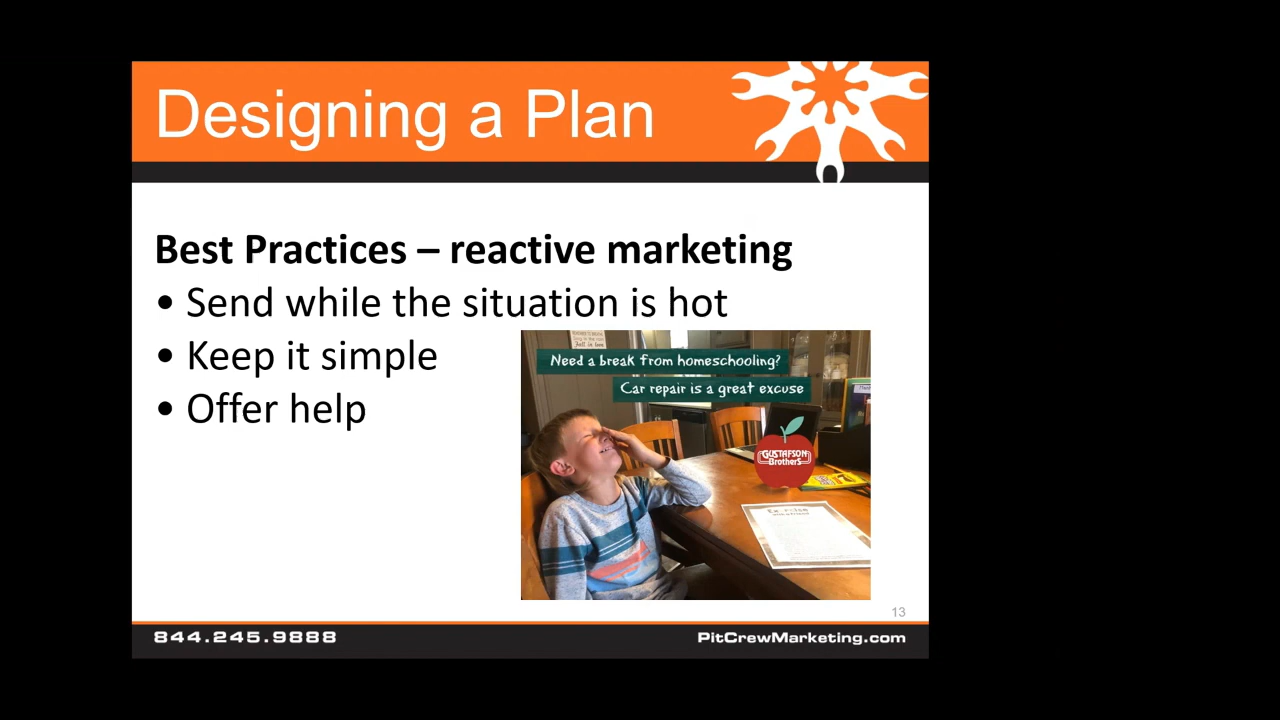 Designing a Plan
Best Practices – reactive marketing
• Send while the situation is hot
• Keep it simple
• Offer help
Need a break from homeschooling?
Car repair is a great excuse
GUSTAFSON
Brothers
13
844.245.9888
PitCrewMarketing.com